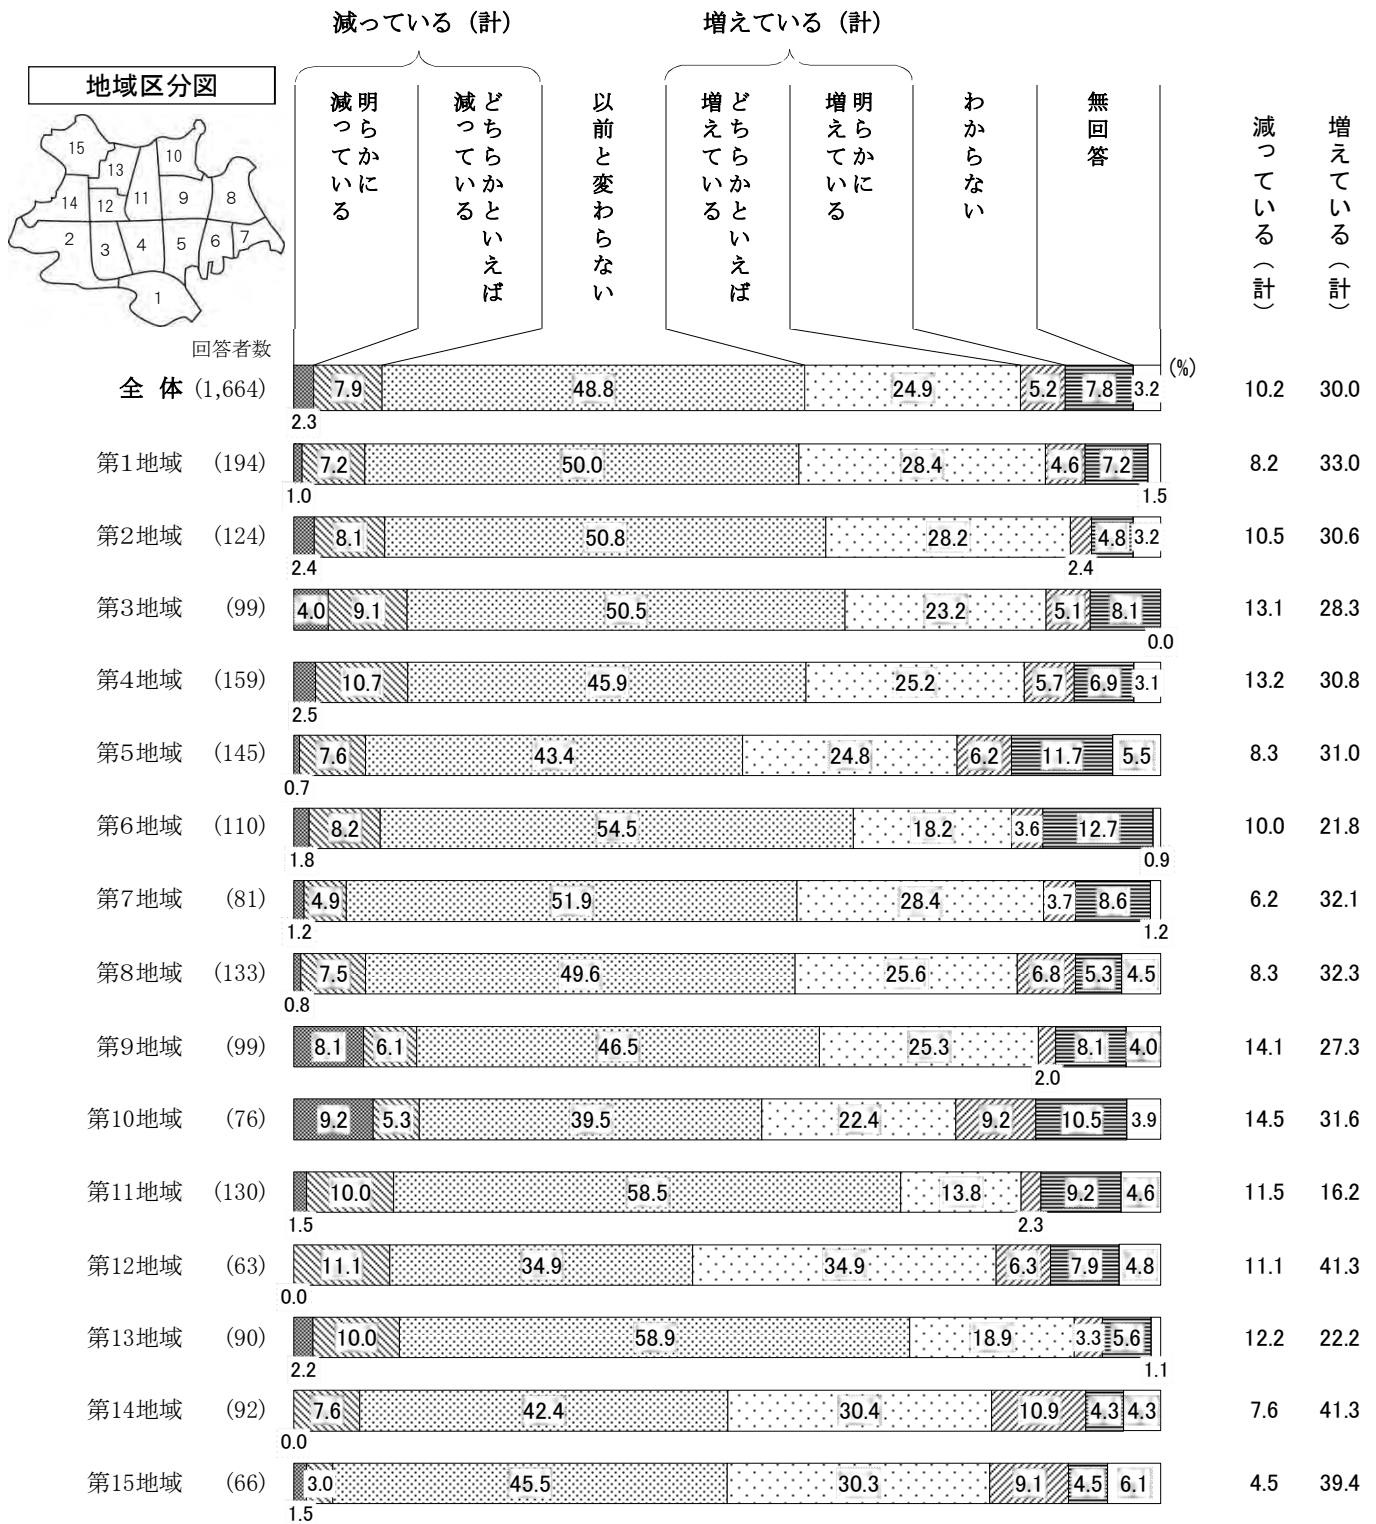 減っている（計）
増えている（計）
地域区分図
15
13
10
14
12
11
9
8
2
3
4
5
6
7
1
明らかに
減っている
どちらかといえば
減っている
以前と変わらない
どちらかといえば
増えている
明らかに
増えている
わからない
無回答
減っている（計）
増えている（計）
回答者数
(%)
全 体 (1,664) 7.9 48.8 24.9 5.2 7.8 3.2 10.2 30.0
2.3
第1地域 (194) 7.2 50.0 28.4 4.6 7.2 8.2 33.0
1.0 1.5
第2地域 (124) 8.1 50.8 28.2 4.8 3.2 10.5 30.6
2.4 2.4
第3地域 (99) 4.0 9.1 50.5 23.2 5.1 8.1 13.1 28.3
0.0
第4地域 (159) 10.7 45.9 25.2 5.7 6.9 3.1 13.2 30.8
2.5
第5地域 (145) 7.6 43.4 24.8 6.2 11.7 5.5 8.3 31.0
0.7
第6地域 (110) 8.2 54.5 18.2 3.6 12.7 10.0 21.8
1.8 0.9
第7地域 (81) 4.9 51.9 28.4 3.7 8.6 6.2 32.1
1.2 1.2
第8地域 (133) 7.5 49.6 25.6 6.8 5.3 4.5 8.3 32.3
0.8
第9地域 (99) 8.1 6.1 46.5 25.3 8.1 4.0 14.1 27.3
2.0
第10地域 (76) 9.2 5.3 39.5 22.4 9.2 10.5 3.9 14.5 31.6
第11地域 (130) 10.0 58.5 13.8 9.2 4.6 11.5 16.2
1.5 2.3
第12地域 (63) 11.1 34.9 34.9 6.3 7.9 4.8 11.1 41.3
0.0
第13地域 (90) 10.0 58.9 18.9 3.3 5.6 12.2 22.2
2.2 1.1
第14地域 (92) 7.6 42.4 30.4 10.9 4.3 4.3 7.6 41.3
0.0
第15地域 (66) 3.0 45.5 30.3 9.1 4.5 6.1 4.5 39.4
1.5